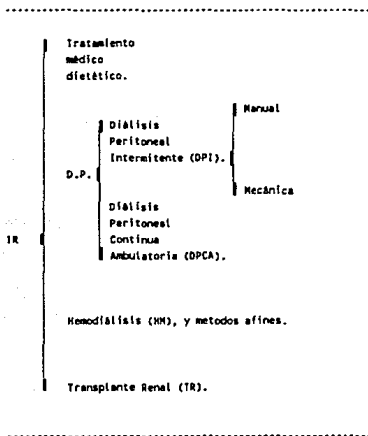 Tratamiento
médico
dietético.
Manual
Diálisis
Peritoneal
Intermitente (DPI).
D.P.
Mecánica
Diálisis
Peritoneal
Continua
IR
Ambulatoria (DPCA).
Hemodiálisis (HM), y metodos afines.
Transplante Renal (TR).